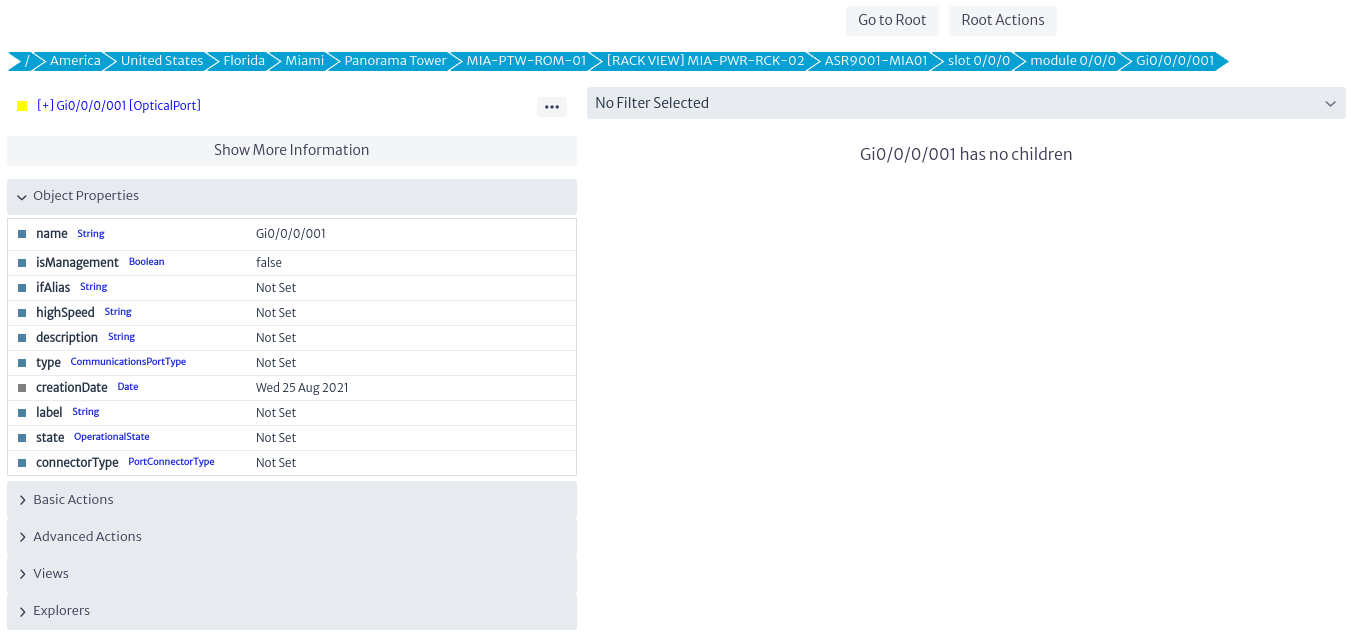 Go to Root Root Actions
/ America United States Florida Miami Panorama Tower MIA-PTW-ROM-01 [RACK VIEW] MIA-PWR-RCK-02 ASR9001-MIA01 slot 0/0/0 module 0/0/0 Gi0/0/0/001
[+] Gi0/0/0/001 [OpticalPort] •••
No Filter Selected
Show More Information
Gi0/0/0/001 has no children
Object Properties
name String Gi0/0/0/001
isManagement Boolean false
ifAlias String Not Set
highSpeed String Not Set
description String Not Set
type CommunicationsPortType Not Set
creationDate Date Wed 25 Aug 2021
label String Not Set
state OperationalState Not Set
connectorType PortConnectorType Not Set
Basic Actions
Advanced Actions
Views
Explorers